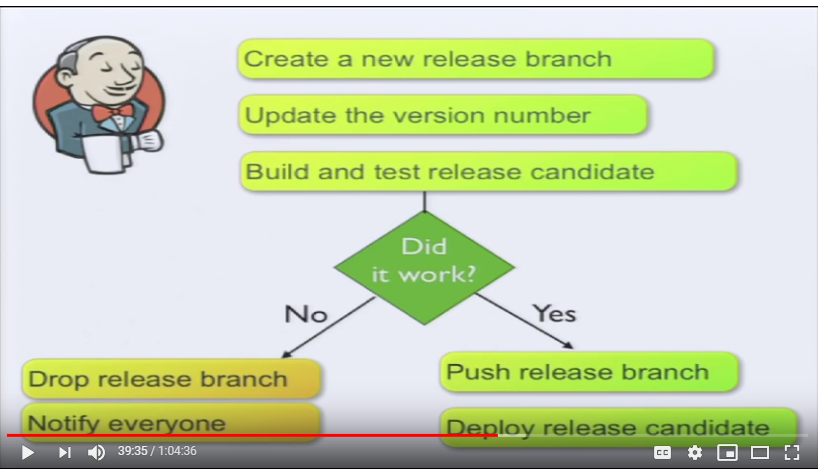 Create a new release branch
Update the version number
Build and test release candidate
Did
it work?
No
Yes
Drop release branch
Push release branch
Notify everyone
Deploy release candidate
39:35 / 1:04:36
CC